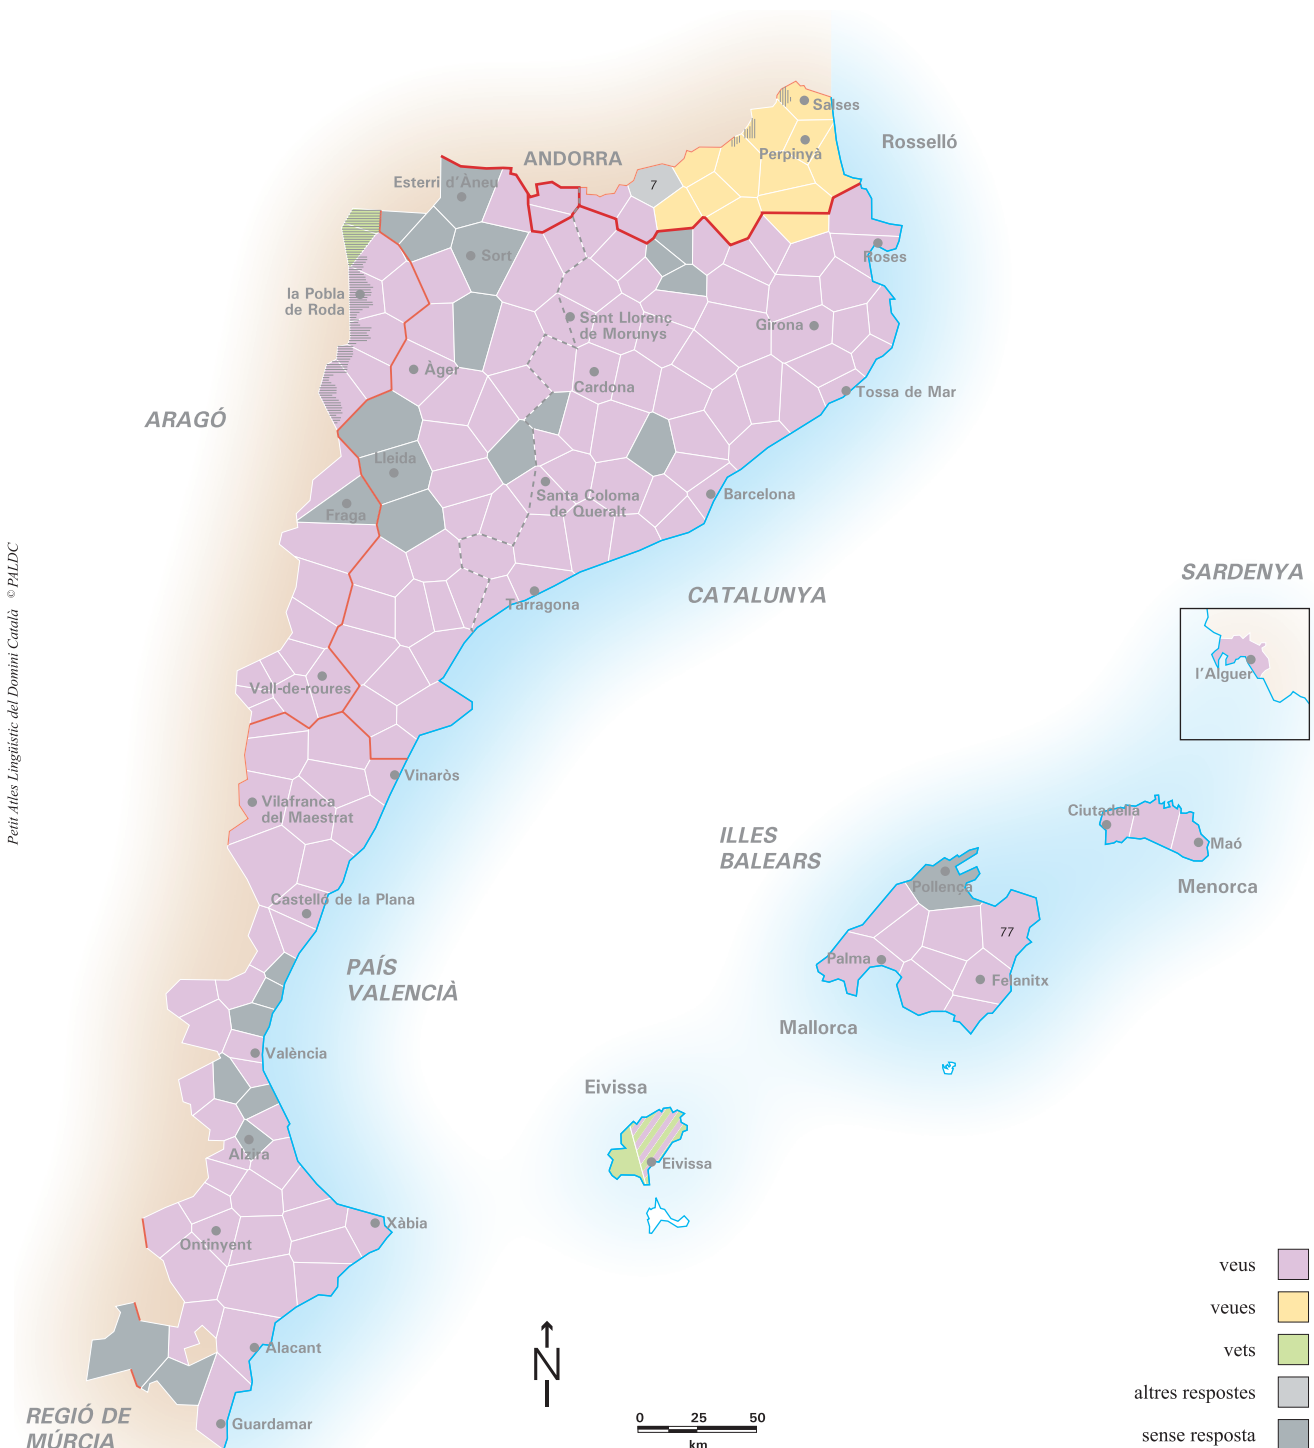 Salses
Rosselló
Perpinyà
ANDORRA
7
Esterri d'Àneu
Sort
Roses
la Pobla
de Roda
Sant Llorenç
de Morunys
Girona
Àger
Cardona
Tossa de Mar
ARAGÓ
Lleida
Santa Coloma
de Queralt
Barcelona
Fraga
Petit Atles Lingüístic del Domini Català © PALDC
SARDENYA
CATALUNYA
Tarragona
l'Alguer
Vall-de-roures
Vinaròs
Vilafranca
del Maestrat
Ciutadella
ILLES
BALEARS
Maó
Menorca
Pollença
Castelló de la Plana
77
PAÍS
VALENCIÀ
Palma
Felanitx
Mallorca
València
Eivissa
Alzira
Eivissa
Xàbia
Ontinyent
veus
veues
vets
Alacant
altres respostes
N
REGIÓ DE
MÚRCIA
Guardamar
0 25 50
km
sense resposta